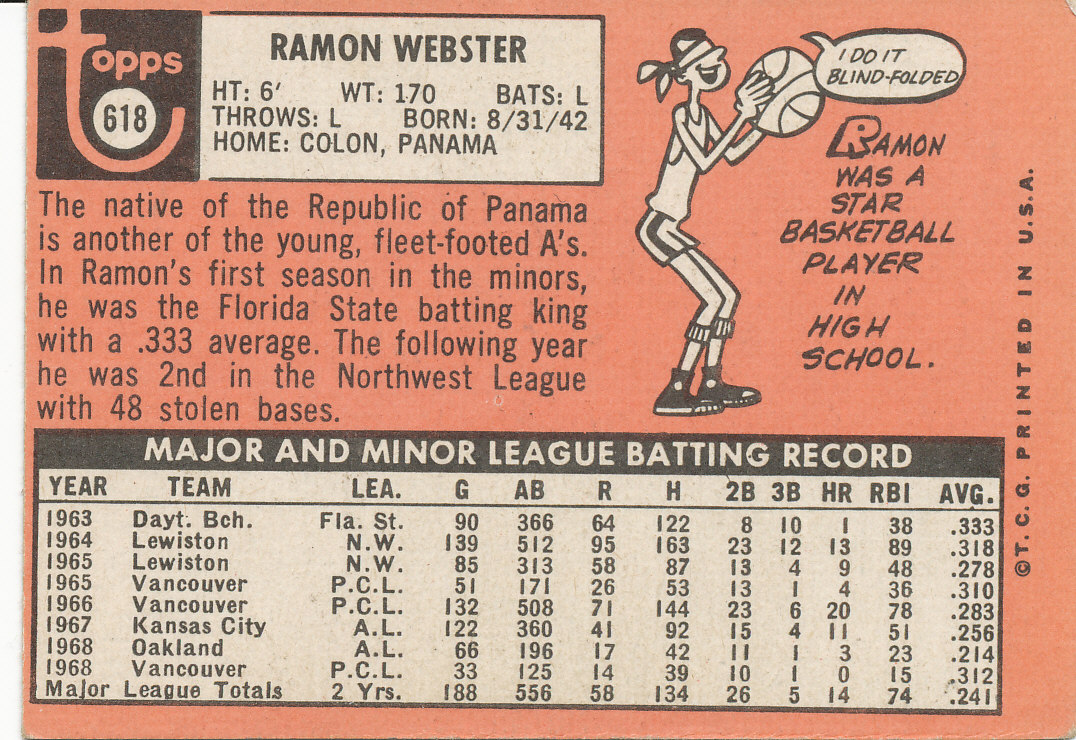 Topps
618
RAMON WEBSTER
HT: 6' WT: 170 BATS: L
THROWS: L BORN: 8/31/42
HOME: COLON, PANAMA
The native of the Republic of Panama
is another of the young, fleet-footed A's.
In Ramon's first season in the minors,
he was the Florida State batting king
with a .333 average. The following year
he was 2nd in the Northwest League
with 48 stolen bases.
I DO IT
BLIND-FOLDED
RAMON
WAS A
STAR
BASKETBALL
PLAYER
IN
HIGH
SCHOOL.
MAJOR AND MINOR LEAGUE BATTING RECORD
YEAR TEAM LEA. G AB R H 2B 3B HR RBI AVG.
1963 Dayt. Bch. Fla. St. 90 366 64 122 8 10 1 38 .333
1964 Lewiston N.W. 139 512 95 163 23 12 13 89 .318
1965 Lewiston N.W. 85 313 58 87 13 4 9 48 .278
1965 Vancouver P.C.L. 51 171 26 53 13 1 4 36 .310
1966 Vancouver P.C.L. 132 508 71 144 23 6 20 78 .283
1967 Kansas City A.L. 122 360 41 92 15 4 11 51 .256
1968 Oakland A.L. 66 196 17 42 11 1 3 23 .214
1968 Vancouver P.C.L. 33 125 14 39 10 1 0 15 .312
Major League Totals 2 Yrs. 188 556 58 134 26 5 14 74 .241
©T. C. G. PRINTED IN U.S.A.